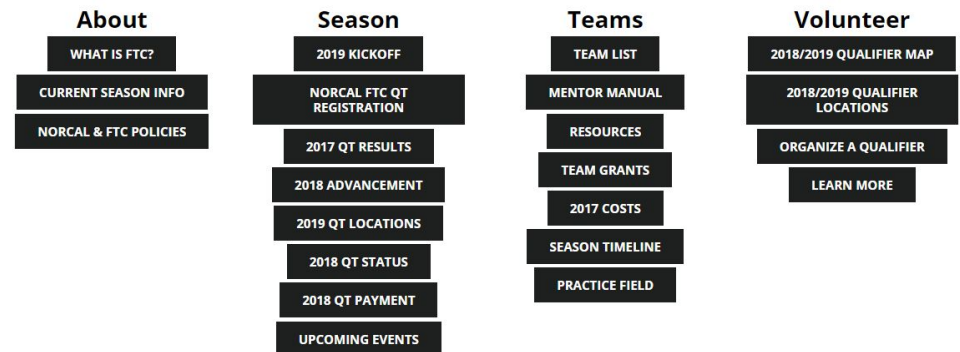 About
WHAT IS FTC?
CURRENT SEASON INFO
NORCAL & FTC POLICIES
Season
2019 KICKOFF
NORCAL FTC QT
REGISTRATION
2017 QT RESULTS
2018 ADVANCEMENT
2019 QT LOCATIONS
2018 QT STATUS
2018 QT PAYMENT
UPCOMING EVENTS
Teams
TEAM LIST
MENTOR MANUAL
RESOURCES
TEAM GRANTS
2017 COSTS
SEASON TIMELINE
PRACTICE FIELD
Volunteer
2018/2019 QUALIFIER MAP
2018/2019 QUALIFIER
LOCATIONS
ORGANIZE A QUALIFIER
LEARN MORE